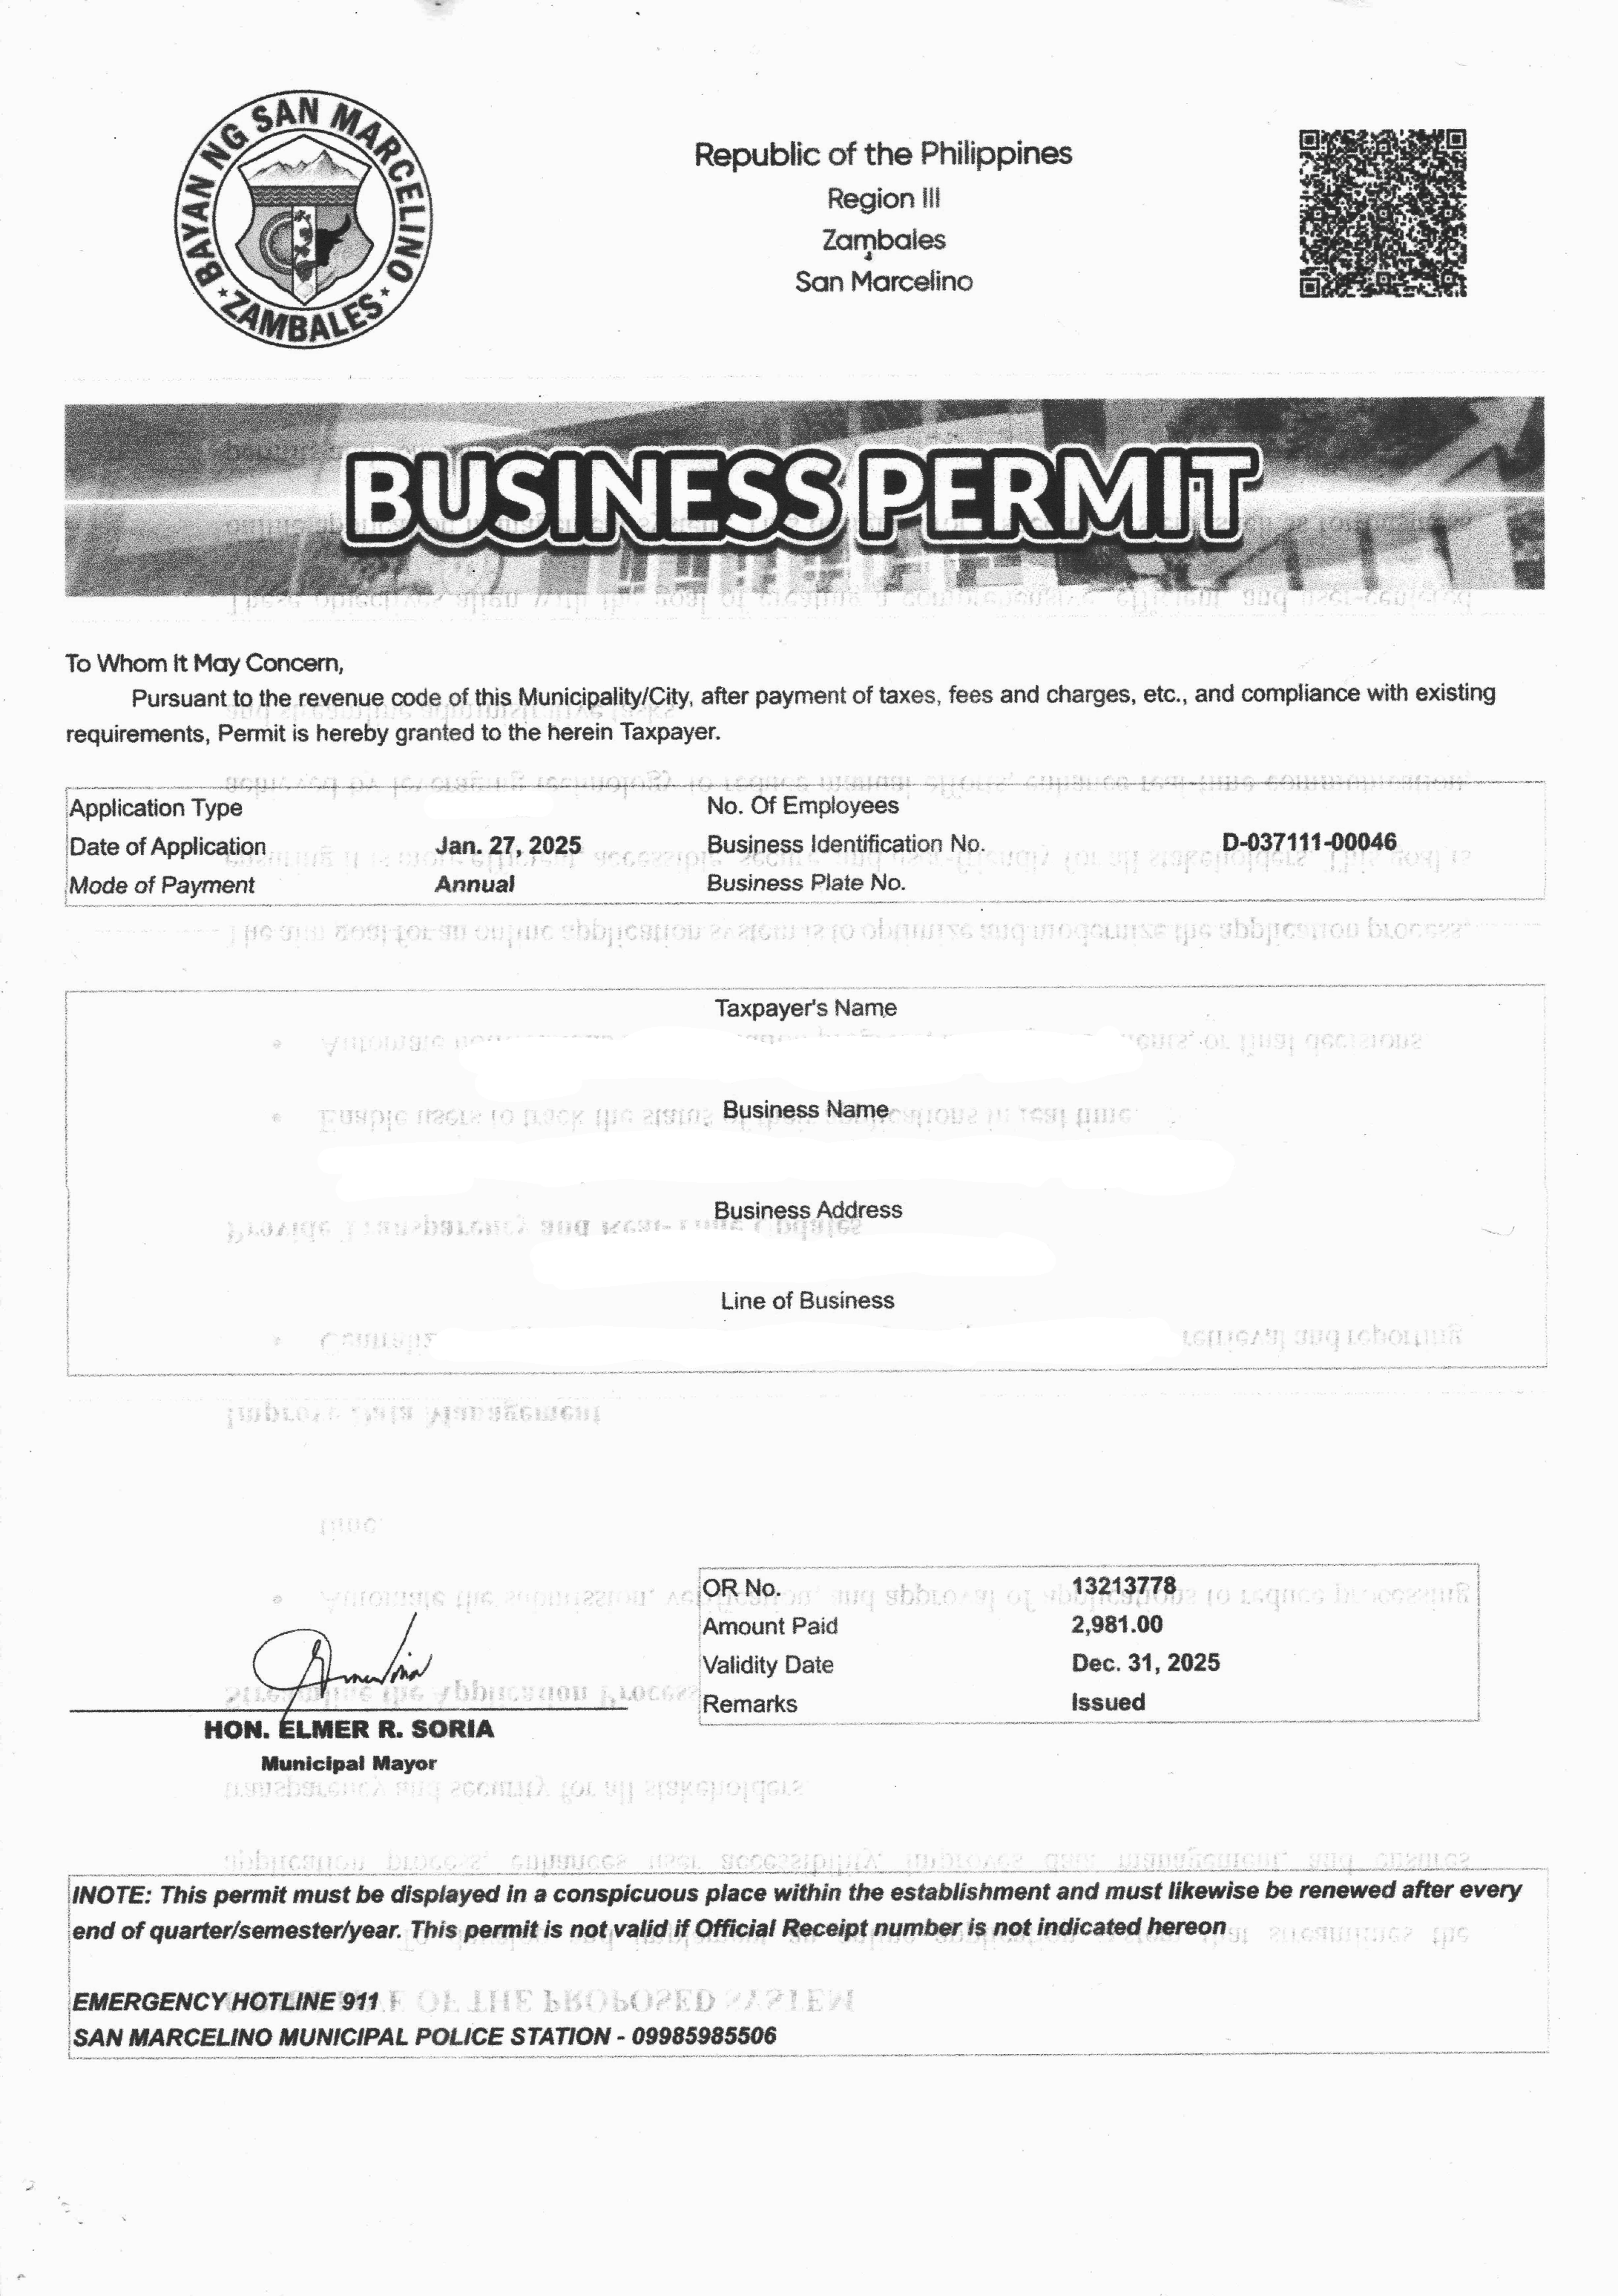 BAYAN NG SAN MARCELINO
ZAMBALES
Republic of the Philippines
Region III
Zambales
San Marcelino
BUSINESS PERMIT
To Whom It May Concern,
Pursuant to the revenue code of this Municipality/City, after payment of taxes, fees and charges, etc., and compliance with existing
requirements, Permit is hereby granted to the herein Taxpayer.
Application Type No. Of Employees
Date of Application Jan. 27, 2025 Business Identification No. D-037111-00046
Mode of Payment Annual Business Plate No.
Taxpayer's Name
Business Name
Business Address
Line of Business
OR No. 13213778
Amount Paid 2,981.00
Validity Date Dec. 31, 2025
Remarks Issued
HON. ELMER R. SORIA
Municipal Mayor
INOTE: This permit must be displayed in a conspicuous place within the establishment and must likewise be renewed after every
end of quarter/semester/year. This permit is not valid if Official Receipt number is not indicated hereon
EMERGENCY HOTLINE 911
SAN MARCELINO MUNICIPAL POLICE STATION - 09985985506